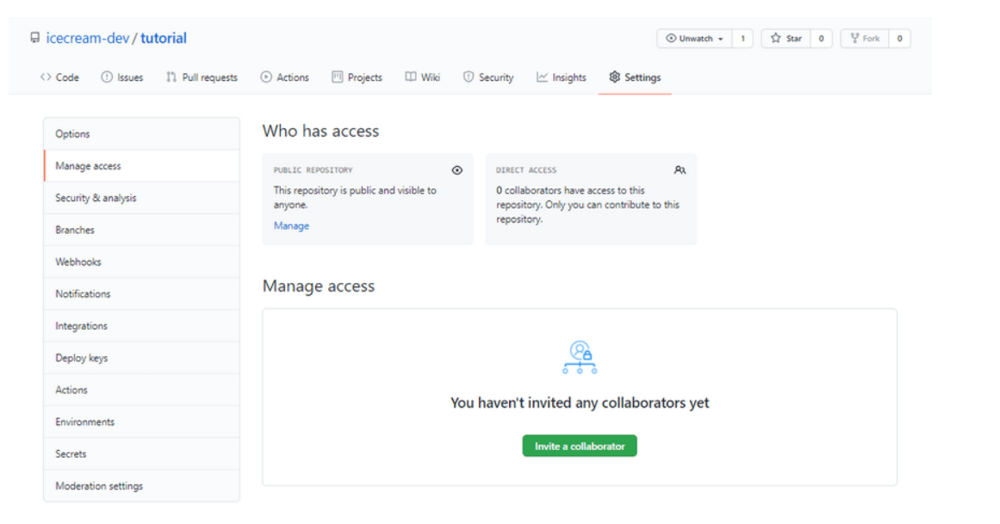 icecream-dev / tutorial
Unwatch 1 Star 0 Fork 0
Code Issues Pull requests Actions Projects Wiki Security Insights Settings
Options
Manage access
Security & analysis
Branches
Webhooks
Notifications
Integrations
Deploy keys
Actions
Environments
Secrets
Moderation settings
Who has access
PUBLIC REPOSITORY
This repository is public and visible to
anyone.
Manage
DIRECT ACCESS
0 collaborators have access to this
repository. Only you can contribute to this
repository.
Manage access
You haven't invited any collaborators yet
Invite a collaborator